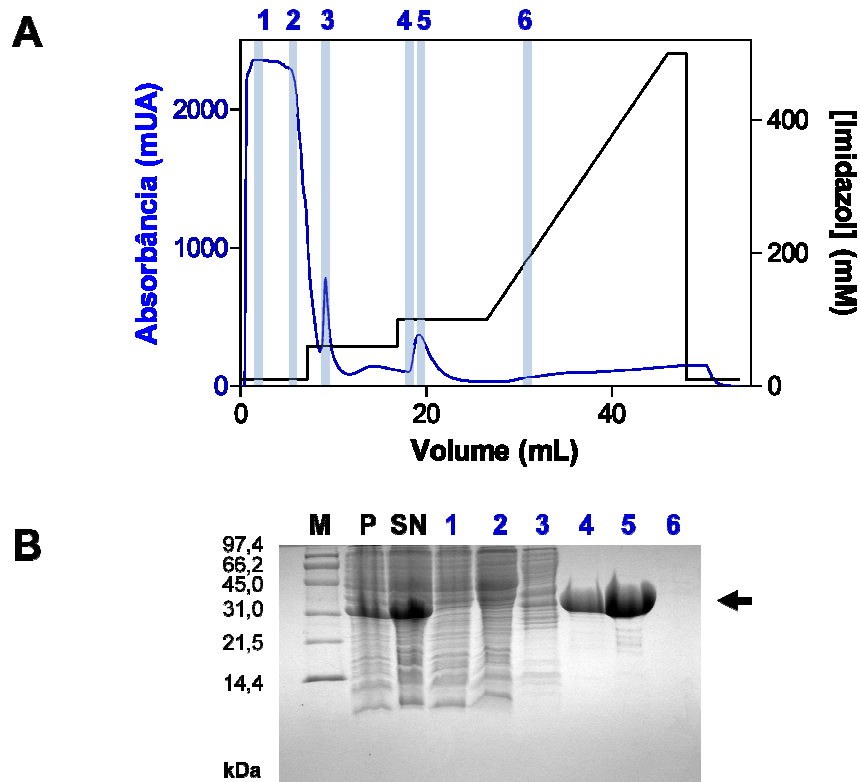 A
1 2 3 4 5 6
Absorbância (mUA)
2000
1000
0
[Imidazol] (mM)
400
200
0
0 20 40
Volume (mL)
B
M P SN 1 2 3 4 5 6
97,4
66,2
45,0
31,0
21,5
14,4
kDa